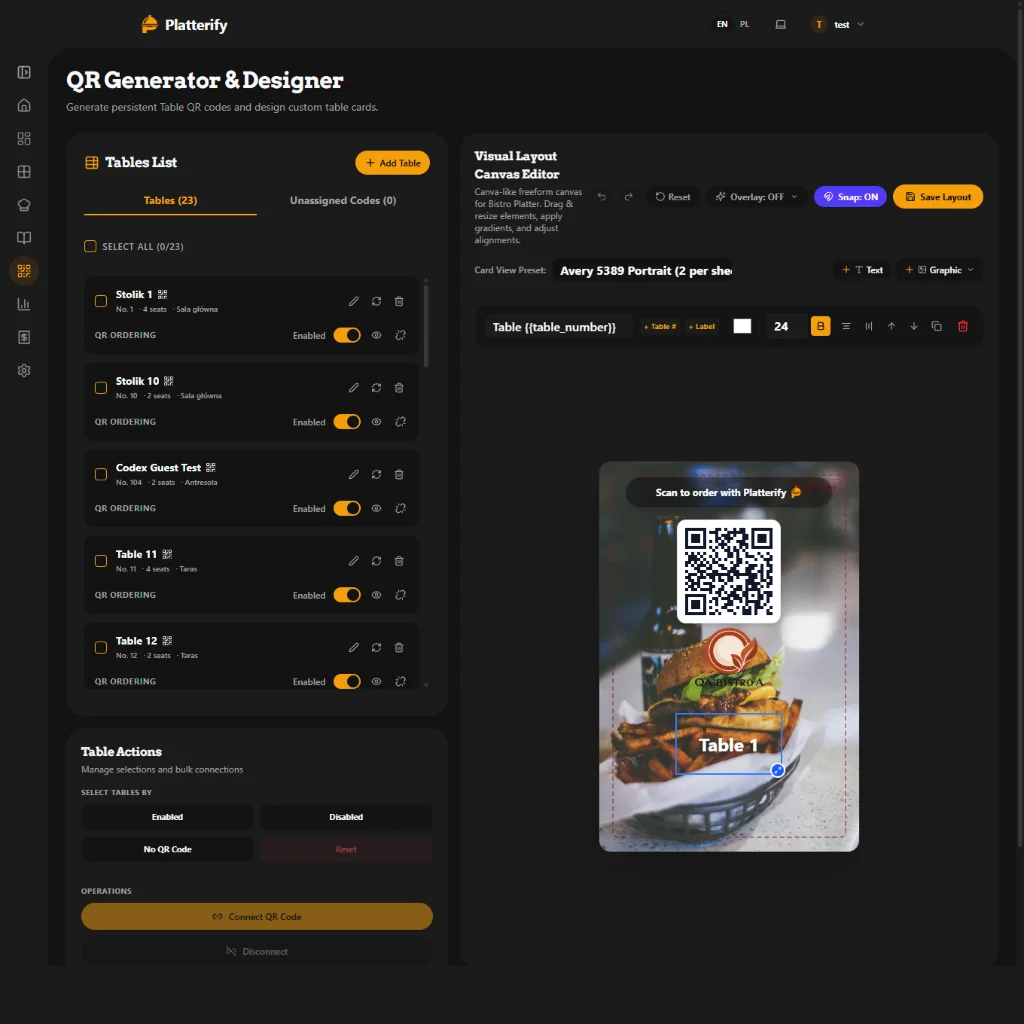 Platterify
EN PL
T test
QR Generator & Designer
Generate persistent Table QR codes and design custom table cards.
Tables List
+ Add Table
Tables (23)
Unassigned Codes (0)
SELECT ALL (0/23)
Stolik 1
No. 1 · 4 seats · Sala główna
QR ORDERING
Enabled
Stolik 10
No. 10 · 2 seats · Sala główna
QR ORDERING
Enabled
Codex Guest Test
No. 104 · 2 seats · Antresola
QR ORDERING
Enabled
Table 11
No. 11 · 4 seats · Taras
QR ORDERING
Enabled
Table 12
No. 12 · 2 seats · Taras
QR ORDERING
Enabled
Table Actions
Manage selections and bulk connections
SELECT TABLES BY
Enabled
Disabled
No QR Code
Reset
OPERATIONS
Connect QR Code
Disconnect
Visual Layout
Canvas Editor
Canva-like freeform canvas
for Bistro Platter. Drag &
resize elements, apply
gradients, and adjust
alignments.
Reset
Overlay: OFF
Snap: ON
Save Layout
Card View Preset:
Avery 5389 Portrait (2 per she
+ T Text
+ Graphic
Table {{table_number}}
+ Table #
+ Label
24
B
Scan to order with Platterify
QA BISTRO A
Table 1